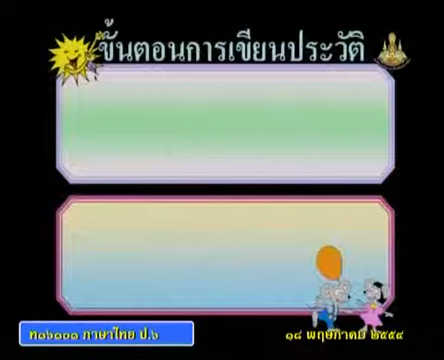 ขั้นตอนการเขียนประวัติ
ท๑๖๑๐๑ ภาษาไทย ป.๖
๑๘ พฤษภาคม ๒๕๕๔